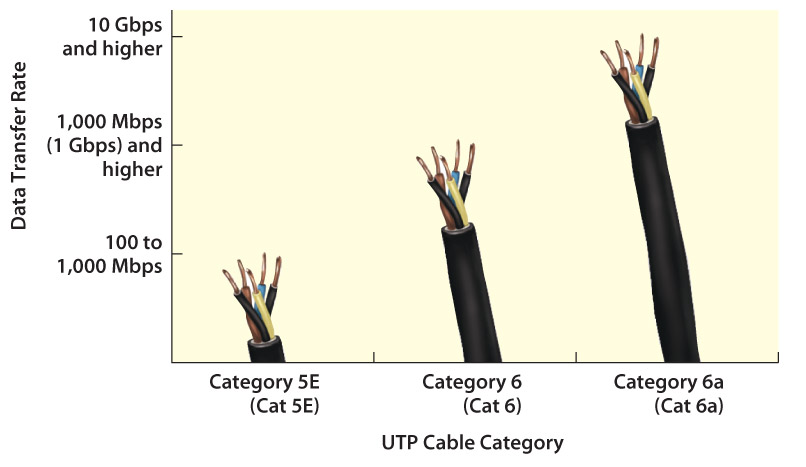 10 Gbps
and higher
1,000 Mbps
(1 Gbps) and
higher
100 to
1,000 Mbps
Data Transfer Rate
Category 5E
(Cat 5E)
Category 6
(Cat 6)
Category 6a
(Cat 6a)
UTP Cable Category